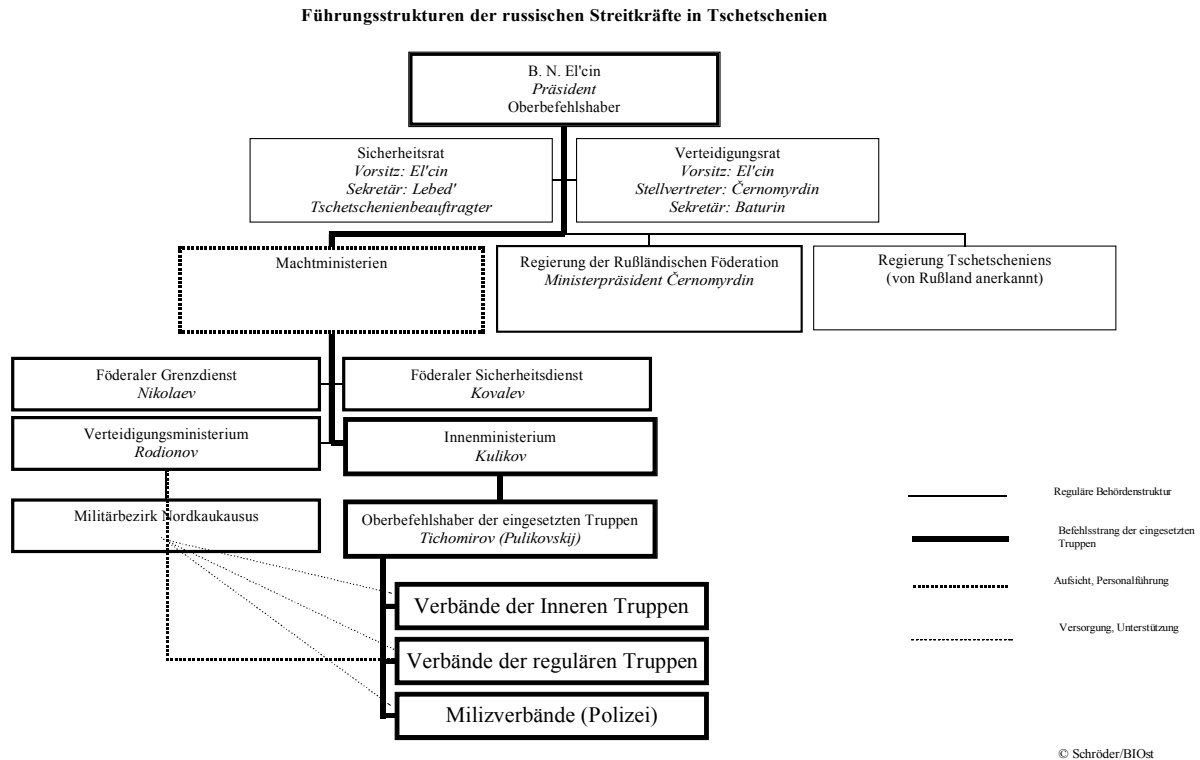 Führungsstrukturen der russischen Streitkräfte in Tschetschenien
B. N. El'cin
Präsident
Oberbefehlshaber
Sicherheitsrat
Vorsitz: El'cin
Sekretär: Lebed'
Tschetschenienbeauftragter
Verteidigungsrat
Vorsitz: El'cin
Stellvertreter: Černomyrdin
Sekretär: Baturin
Machtministerien
Regierung der Rußländischen Föderation
Ministerpräsident Černomyrdin
Regierung Tschetscheniens
(von Rußland anerkannt)
Föderaler Grenzdienst
Nikolaev
Föderaler Sicherheitsdienst
Kovalev
Verteidigungsministerium
Rodionov
Innenministerium
Kulikov
Militärbezirk Nordkaukausus
Oberbefehlshaber der eingesetzten Truppen
Tichomirov (Pulikovskij)
Verbände der Inneren Truppen
Verbände der regulären Truppen
Milizverbände (Polizei)
Reguläre Behördenstruktur
Befehlsstrang der eingesetzten
Truppen
Aufsicht, Personalführung
Versorgung, Unterstützung
© Schröder/BIOst